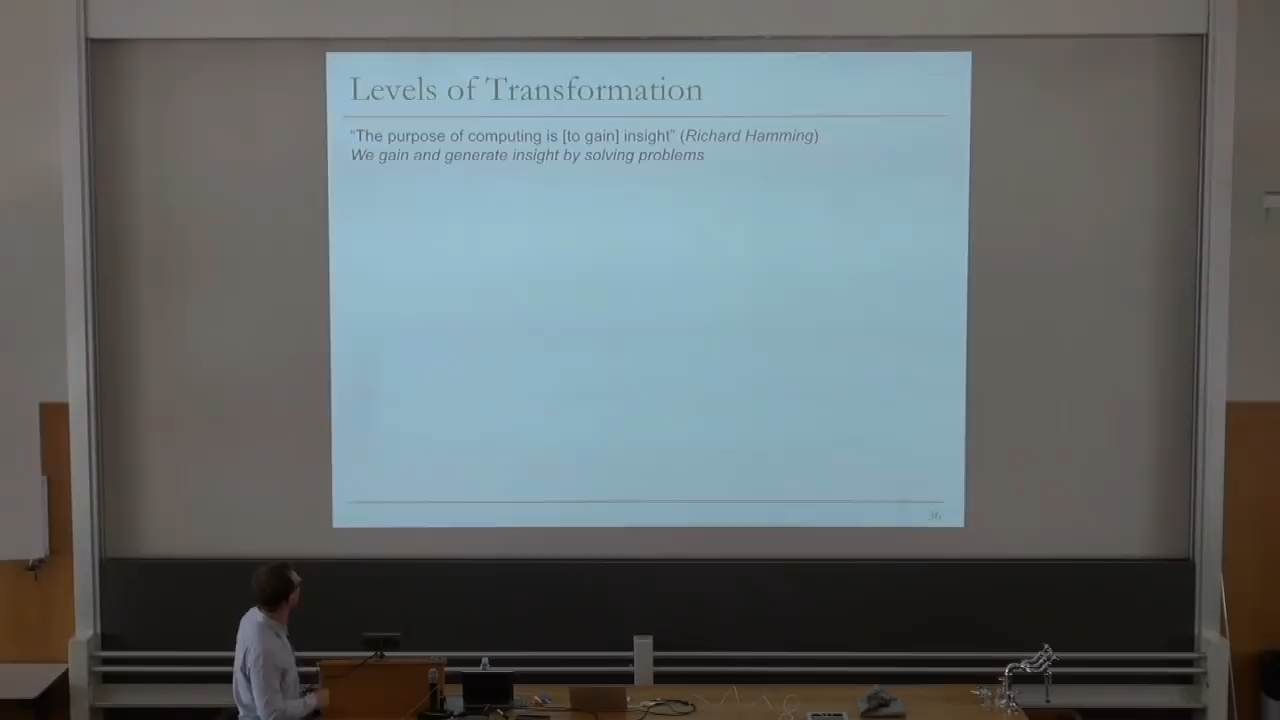 Levels of Transformation
“The purpose of computing is [to gain] insight” (Richard Hamming)
We gain and generate insight by solving problems
36